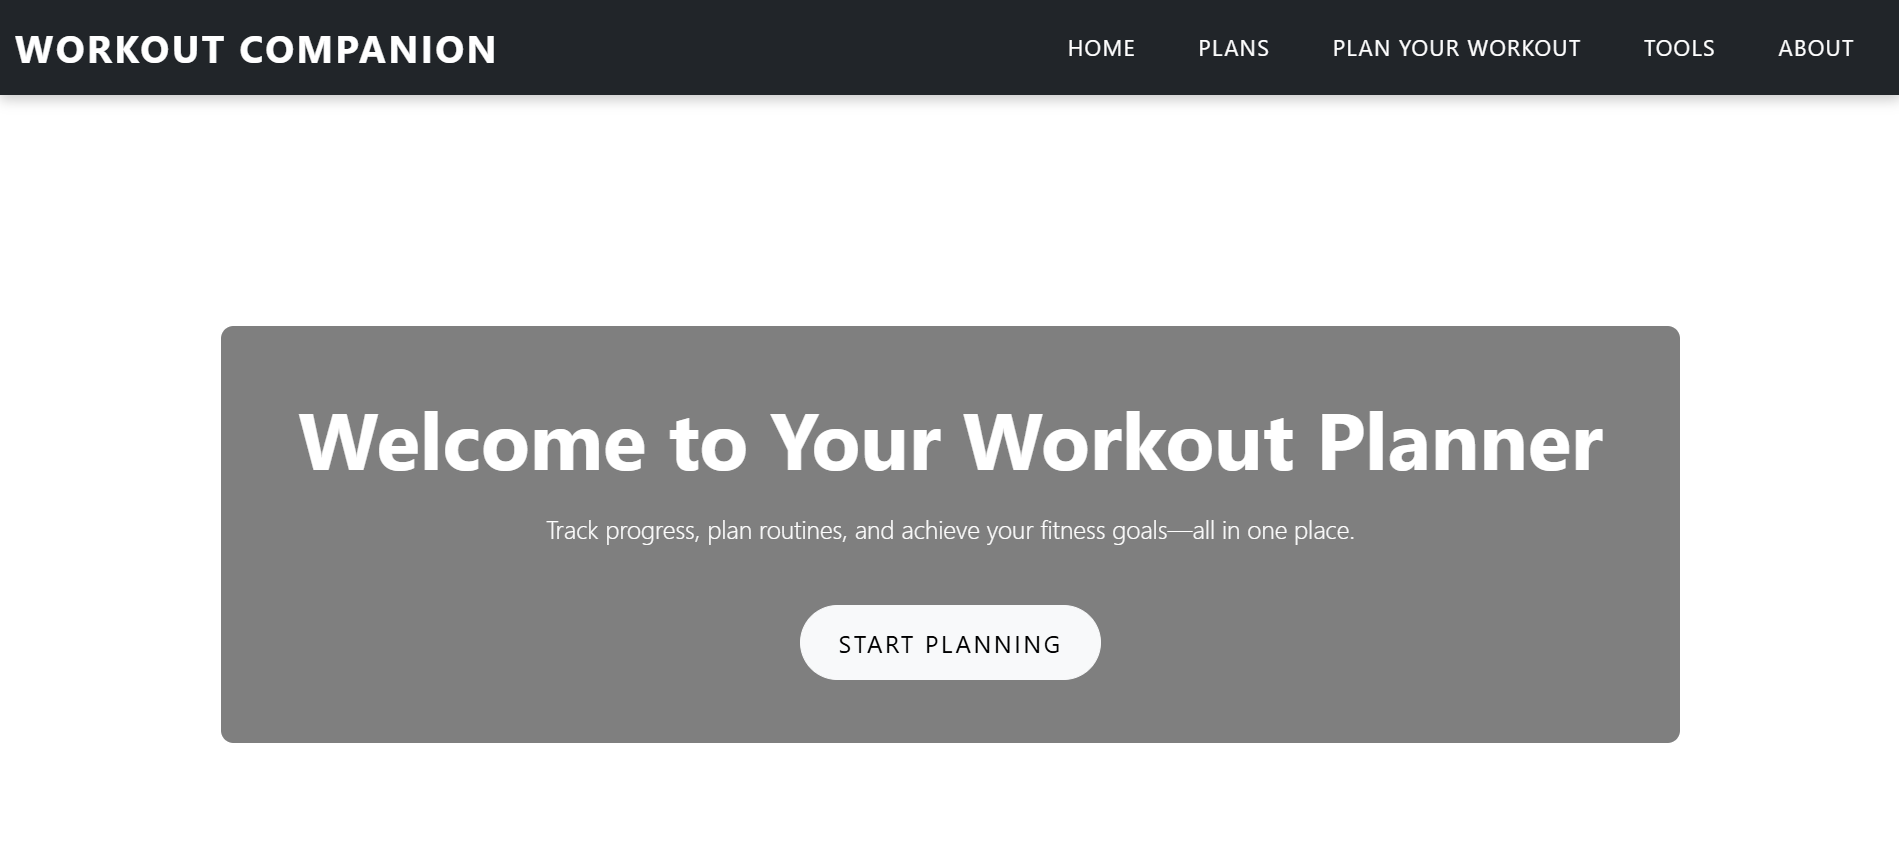 WORKOUT COMPANION
HOME PLANS PLAN YOUR WORKOUT TOOLS ABOUT
Welcome to Your Workout Planner
Track progress, plan routines, and achieve your fitness goals—all in one place.
START PLANNING